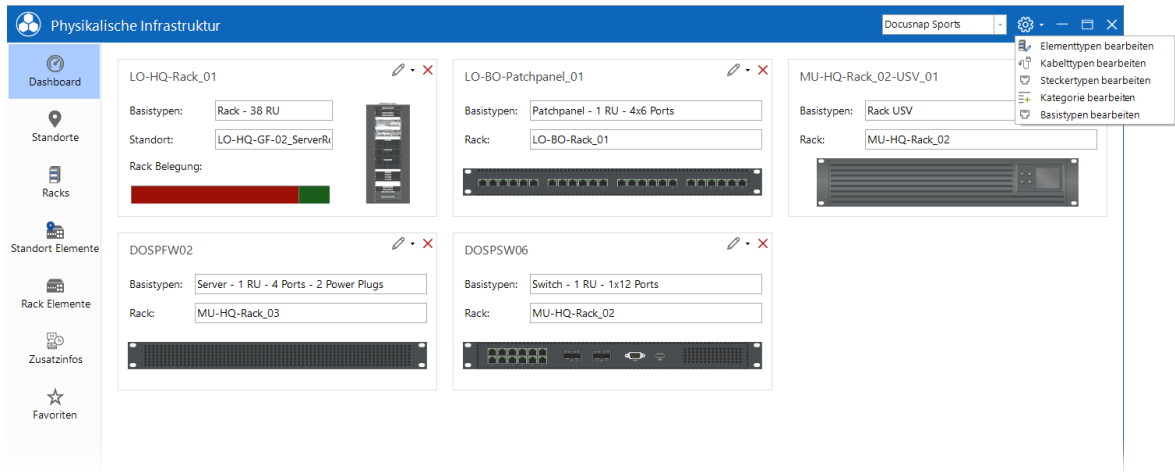 Physikalische Infrastruktur
Docusnap Sports
Elementtypen bearbeiten
Kabeltypen bearbeiten
Steckertypen bearbeiten
Kategorie bearbeiten
Basistypen bearbeiten
Dashboard
Standorte
Racks
Standort Elemente
Rack Elemente
Zusatzinfos
Favoriten
LO-HQ-Rack_01
Basistypen: Rack - 38 RU
Standort: LO-HQ-GF-02_ServerRo
Rack Belegung:
LO-BO-Patchpanel_01
Basistypen: Patchpanel - 1 RU - 4x6 Ports
Rack: LO-BO-Rack_01
MU-HQ-Rack_02-USV_01
Basistypen: Rack USV
Rack: MU-HQ-Rack_02
DOSPFW02
Basistypen: Server - 1 RU - 4 Ports - 2 Power Plugs
Rack: MU-HQ-Rack_03
DOSPSW06
Basistypen: Switch - 1 RU - 1x12 Ports
Rack: MU-HQ-Rack_02